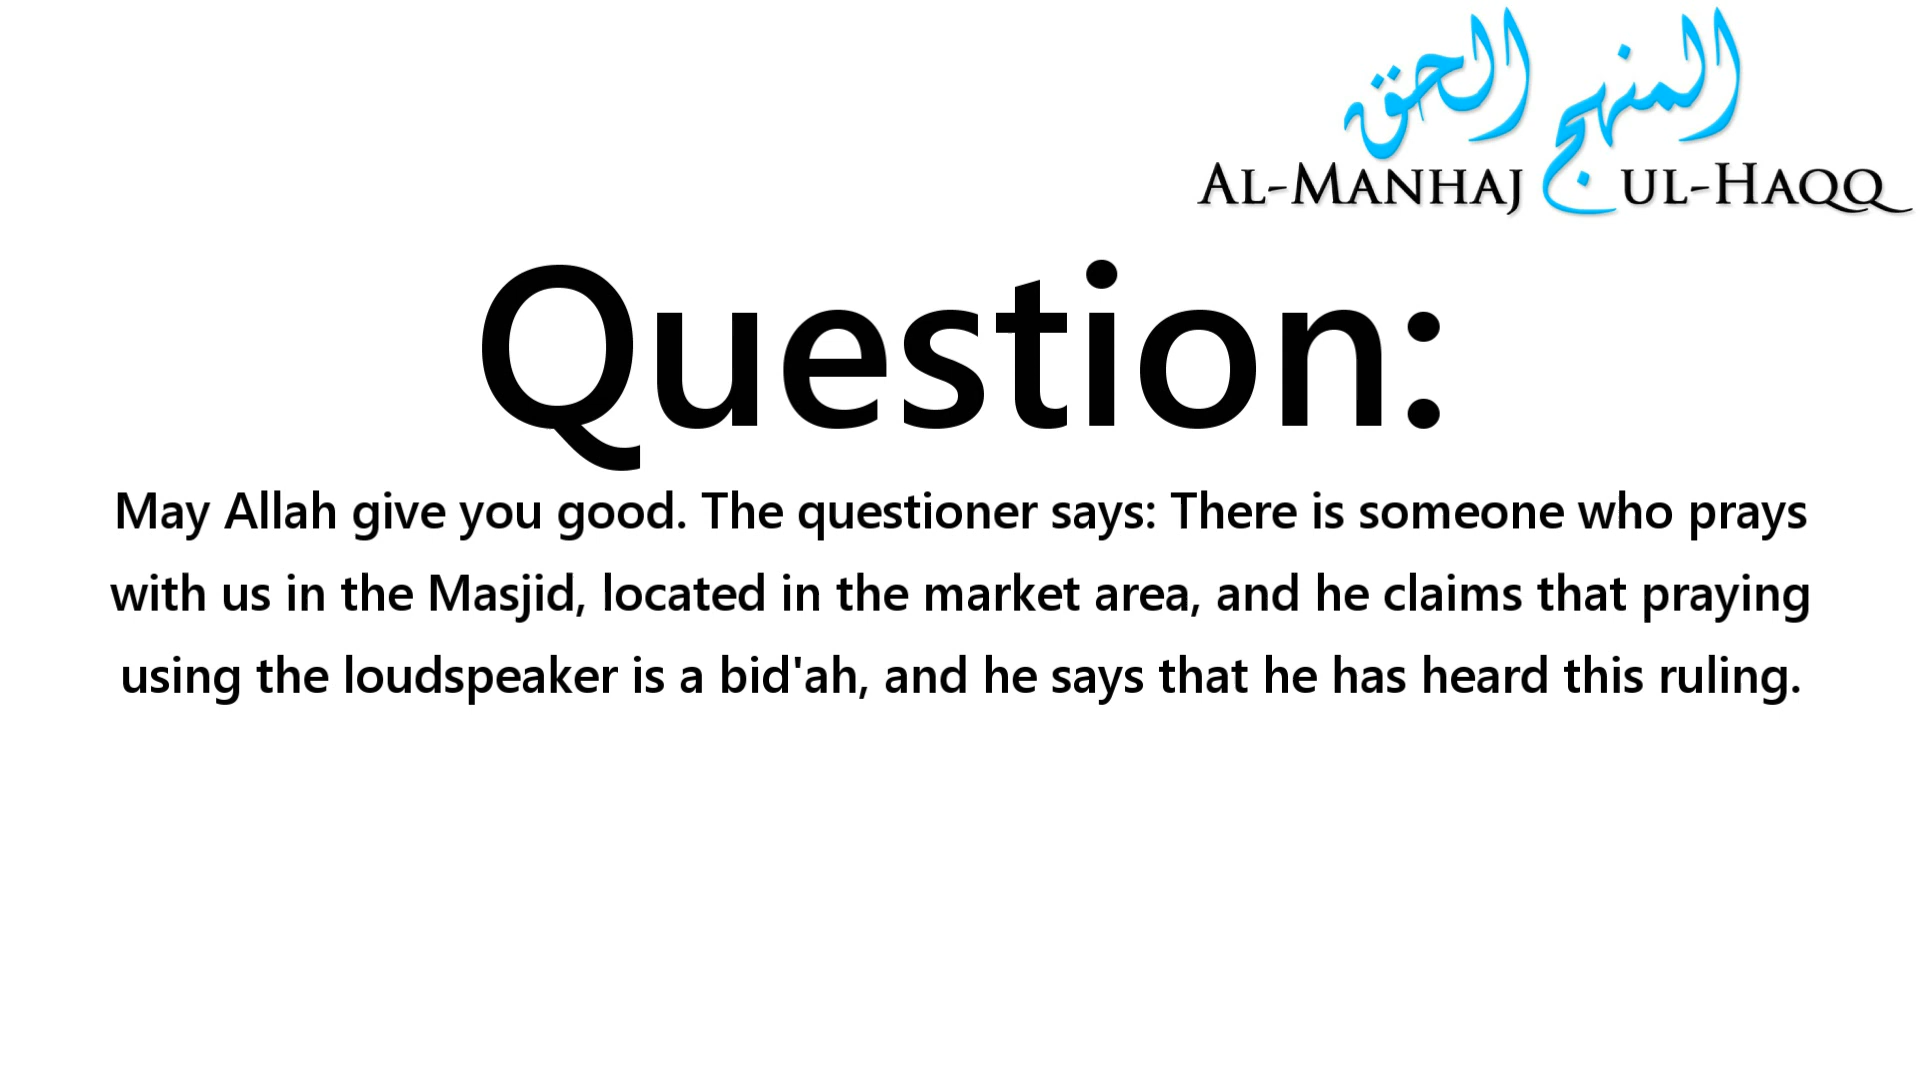 المنهج الحق
AL-MANHAJ UL-HAQQ
Question:
May Allah give you good. The questioner says: There is someone who prays
with us in the Masjid, located in the market area, and he claims that praying
using the loudspeaker is a bid'ah, and he says that he has heard this ruling.